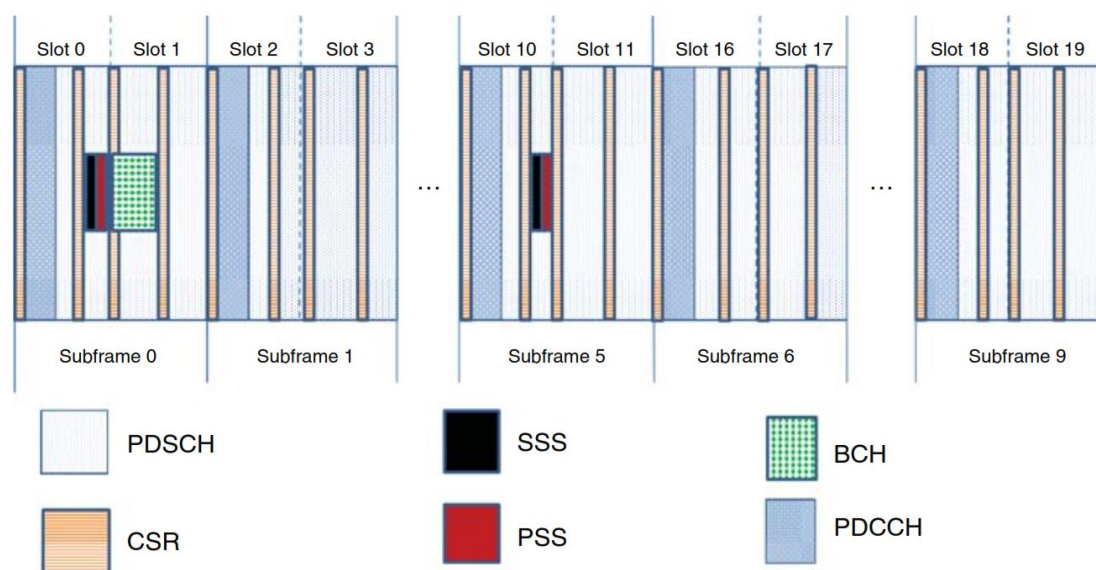 Slot 0 Slot 1 Slot 2 Slot 3 Slot 10 Slot 11 Slot 16 Slot 17 Slot 18 Slot 19
... ...
Subframe 0 Subframe 1 Subframe 5 Subframe 6 Subframe 9
PDSCH SSS BCH
CSR PSS PDCCH